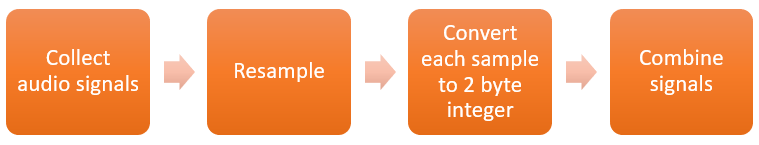 Collect
audio signals
Resample
Convert
each sample
to 2 byte
integer
Combine
signals